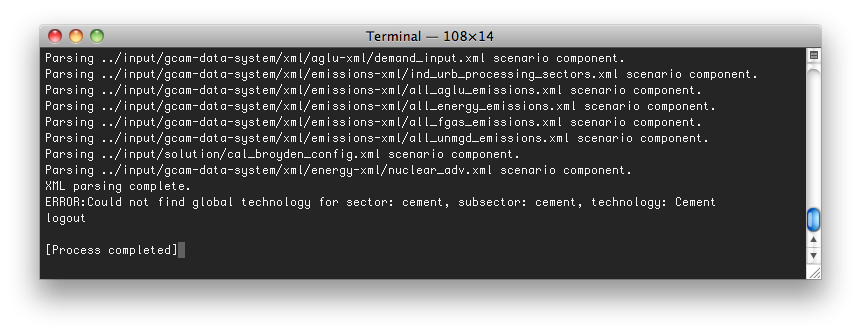 Terminal — 108×14
Parsing ../input/gcam-data-system/xml/aglu-xml/demand_input.xml scenario component.
Parsing ../input/gcam-data-system/xml/emissions-xml/ind_urb_processing_sectors.xml scenario component.
Parsing ../input/gcam-data-system/xml/emissions-xml/all_aglu_emissions.xml scenario component.
Parsing ../input/gcam-data-system/xml/emissions-xml/all_energy_emissions.xml scenario component.
Parsing ../input/gcam-data-system/xml/emissions-xml/all_fgas_emissions.xml scenario component.
Parsing ../input/gcam-data-system/xml/emissions-xml/all_unmgd_emissions.xml scenario component.
Parsing ../input/solution/cal_broyden_config.xml scenario component.
Parsing ../input/gcam-data-system/xml/energy-xml/nuclear_adv.xml scenario component.
XML parsing complete.
ERROR:Could not find global technology for sector: cement, subsector: cement, technology: Cement
logout
[Process completed]